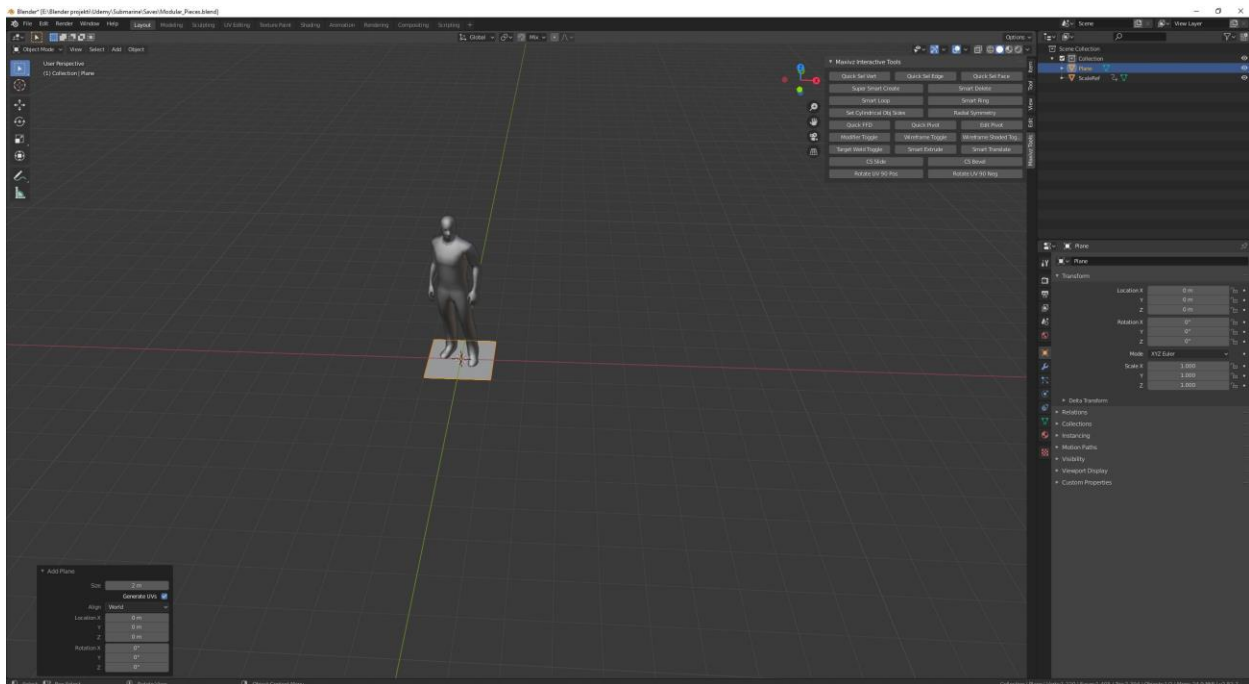 Blender* [E:\Blender projekti\Udemy\Submarine\Saves\Modular_Pieces.blend]
File Edit Render Window Help Layout Modeling Sculpting UV Editing Texture Paint Shading Animation Rendering Compositing Scripting + Scene View Layer
Global Mix Options
Object Mode View Select Add Object
User Perspective
(1) Collection | Plane
Scene Collection
Collection
Plane
ScaleRef
Maxivz Interactive Tools
Quick Sel Vert Quick Sel Edge Quick Sel Face
Super Smart Create Smart Delete
Smart Loop Smart Ring
Set Cylindrical Obj Sides Radial Symmetry
Quick FFD Quick Pivot Edit Pivot
Modifier Toggle Wireframe Toggle Wireframe Shaded Tog...
Target Weld Toggle Smart Extrude Smart Translate
CS Slide CS Bevel
Rotate UV 90 Pos Rotate UV 90 Neg
Item
Tool
View
Edit
Maxivz Tools
Plane
Plane
Transform
Location X 0 m
Y 0 m
Z 0 m
Rotation X 0°
Y 0°
Z 0°
Mode XYZ Euler
Scale X 1.000
Y 1.000
Z 1.000
Delta Transform
Relations
Collections
Instancing
Motion Paths
Visibility
Viewport Display
Custom Properties
Add Plane
Size 2 m
Generate UVs
Align World
Location X 0 m
Y 0 m
Z 0 m
Rotation X 0°
Y 0°
Z 0°